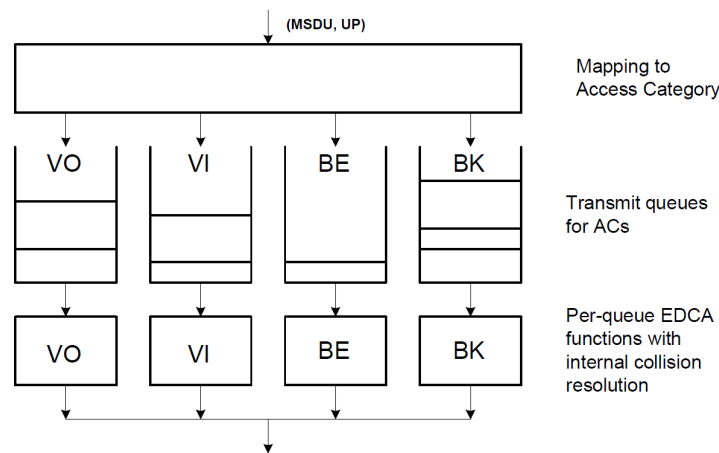 (MSDU, UP)
Mapping to
Access Category
VO VI BE BK
Transmit queues
for ACs
VO VI BE BK
Per-queue EDCA
functions with
internal collision
resolution